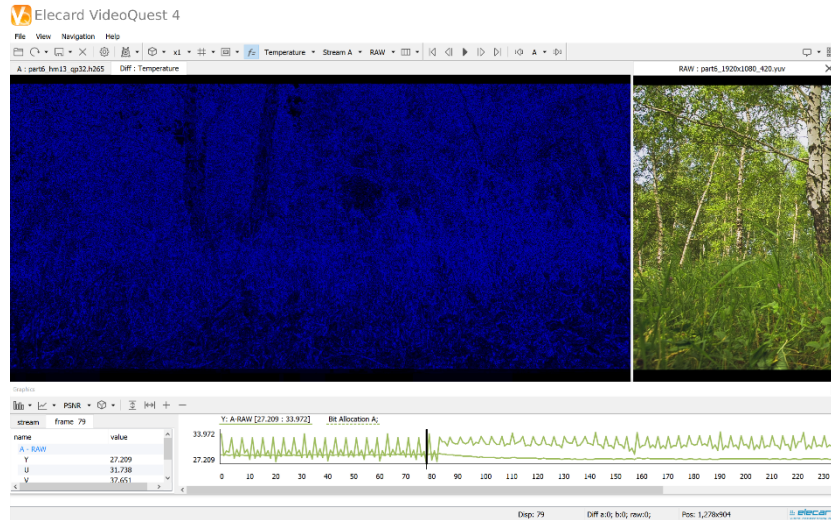 Elecard VideoQuest 4
File View Navigation Help
x1 f= Temperature Stream A RAW A
A : part6_hm13_qp32.h265 Diff : Temperature RAW : part6_1920x1080_420.yuv
Graphics
PSNR
stream frame 79 Y: A-RAW [27.209 : 33.972] Bit Allocation A;
name value 33.972
A - RAW
Y 27.209 27.209
U 31.738
V 37.651
0 10 20 30 40 50 60 70 80 90 100 110 120 130 140 150 160 170 180 190 200 210 220 230
Disp: 79 Diff a:0; b:0; raw:0; Pos: 1,278x904 elecar